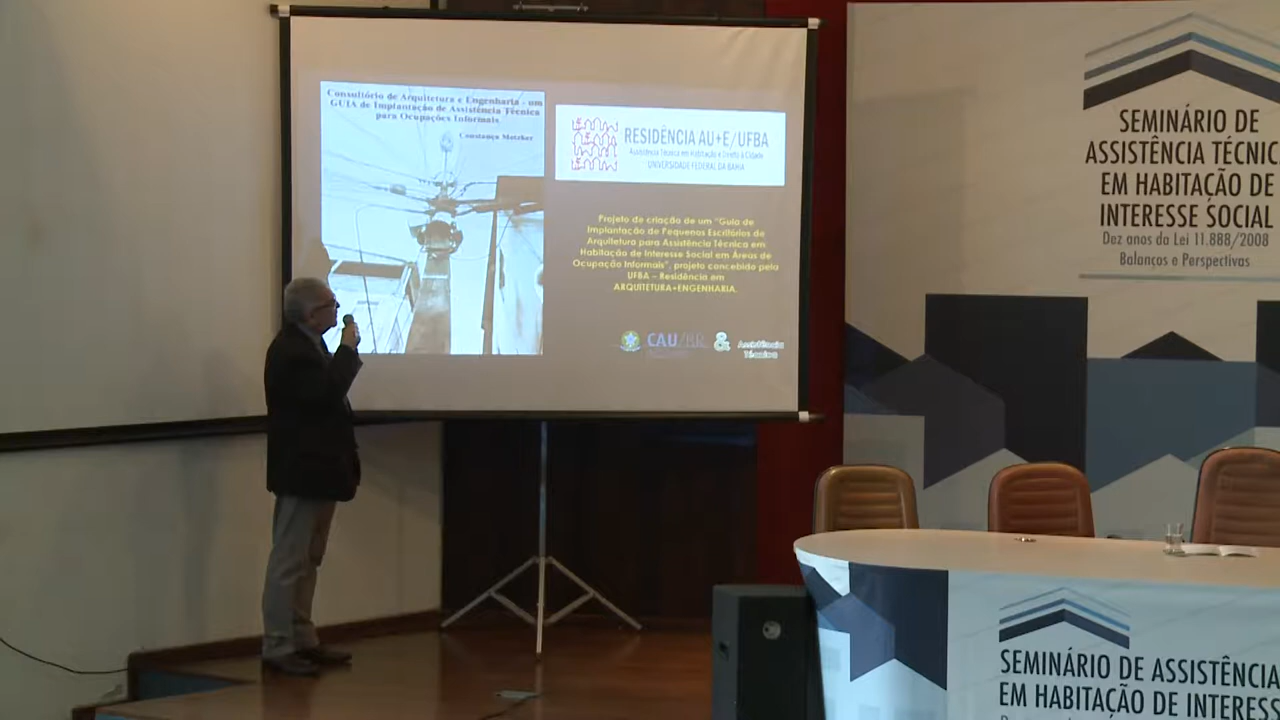 Consultório de Arquitetura e Engenharia - um
GUIA de Implantação de Assistência Técnica
para Ocupações Informais
Constança Metzker
RESIDÊNCIA AU+E/UFBA
Assistência Técnica em Habitação e Direito à Cidade
UNIVERSIDADE FEDERAL DA BAHIA
Projeto de criação de um "Guia de
Implantação de Pequenos Escritórios de
Arquitetura para Assistência Técnica em
Habitação de Interesse Social em Áreas de
Ocupação Informais", projeto concebido pela
UFBA – Residência em
ARQUITETURA+ENGENHARIA.
CAU/BR
&
Assistência
Técnica
SEMINÁRIO DE
ASSISTÊNCIA TÉCNIC
EM HABITAÇÃO DE
INTERESSE SOCIAL
Dez anos da Lei 11.888/2008
Balanços e Perspectivas
SEMINÁRIO DE ASSISTÊNCIA
EM HABITAÇÃO DE INTERESS